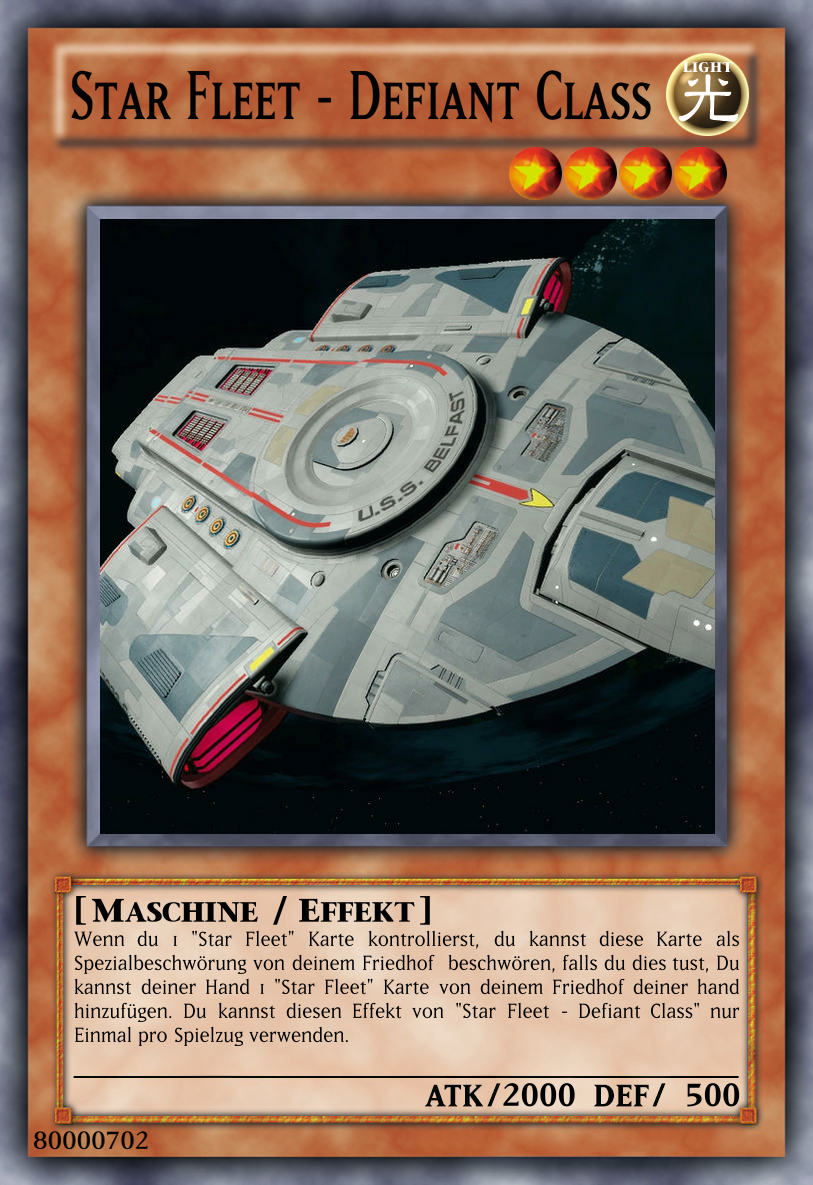 Star Fleet - Defiant Class
LIGHT
光
U.S.S. BELFAST
[ Maschine / Effekt ]
Wenn du 1 "Star Fleet" Karte kontrollierst, du kannst diese Karte als
Spezialbeschwörung von deinem Friedhof beschwören, falls du dies tust, Du
kannst deiner Hand 1 "Star Fleet" Karte von deinem Friedhof deiner hand
hinzufügen. Du kannst diesen Effekt von "Star Fleet - Defiant Class" nur
Einmal pro Spielzug verwenden.
ATK/2000 DEF/ 500
80000702